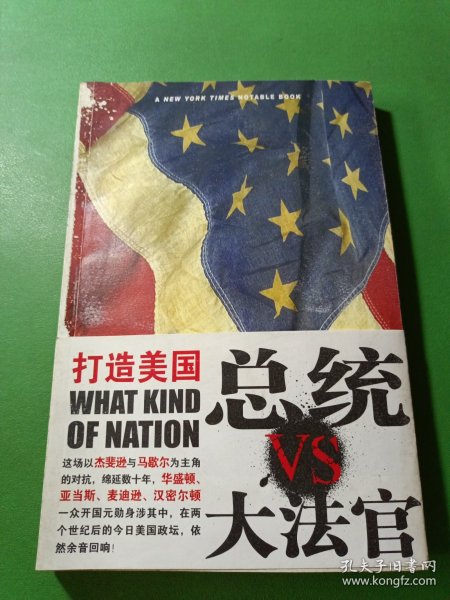 A NEW YORK TIMES NOTABLE BOOK
打造美国
WHAT KIND
OF NATION
总统
VS
大法官
这场以杰斐逊与马歇尔为主角
的对抗，绵延数十年，华盛顿、
亚当斯、麦迪逊、汉密尔顿
一众开国元勋身涉其中，在两
个世纪后的今日美国政坛，依
然余音回响！
孔夫子旧书网
www.kongfz.com